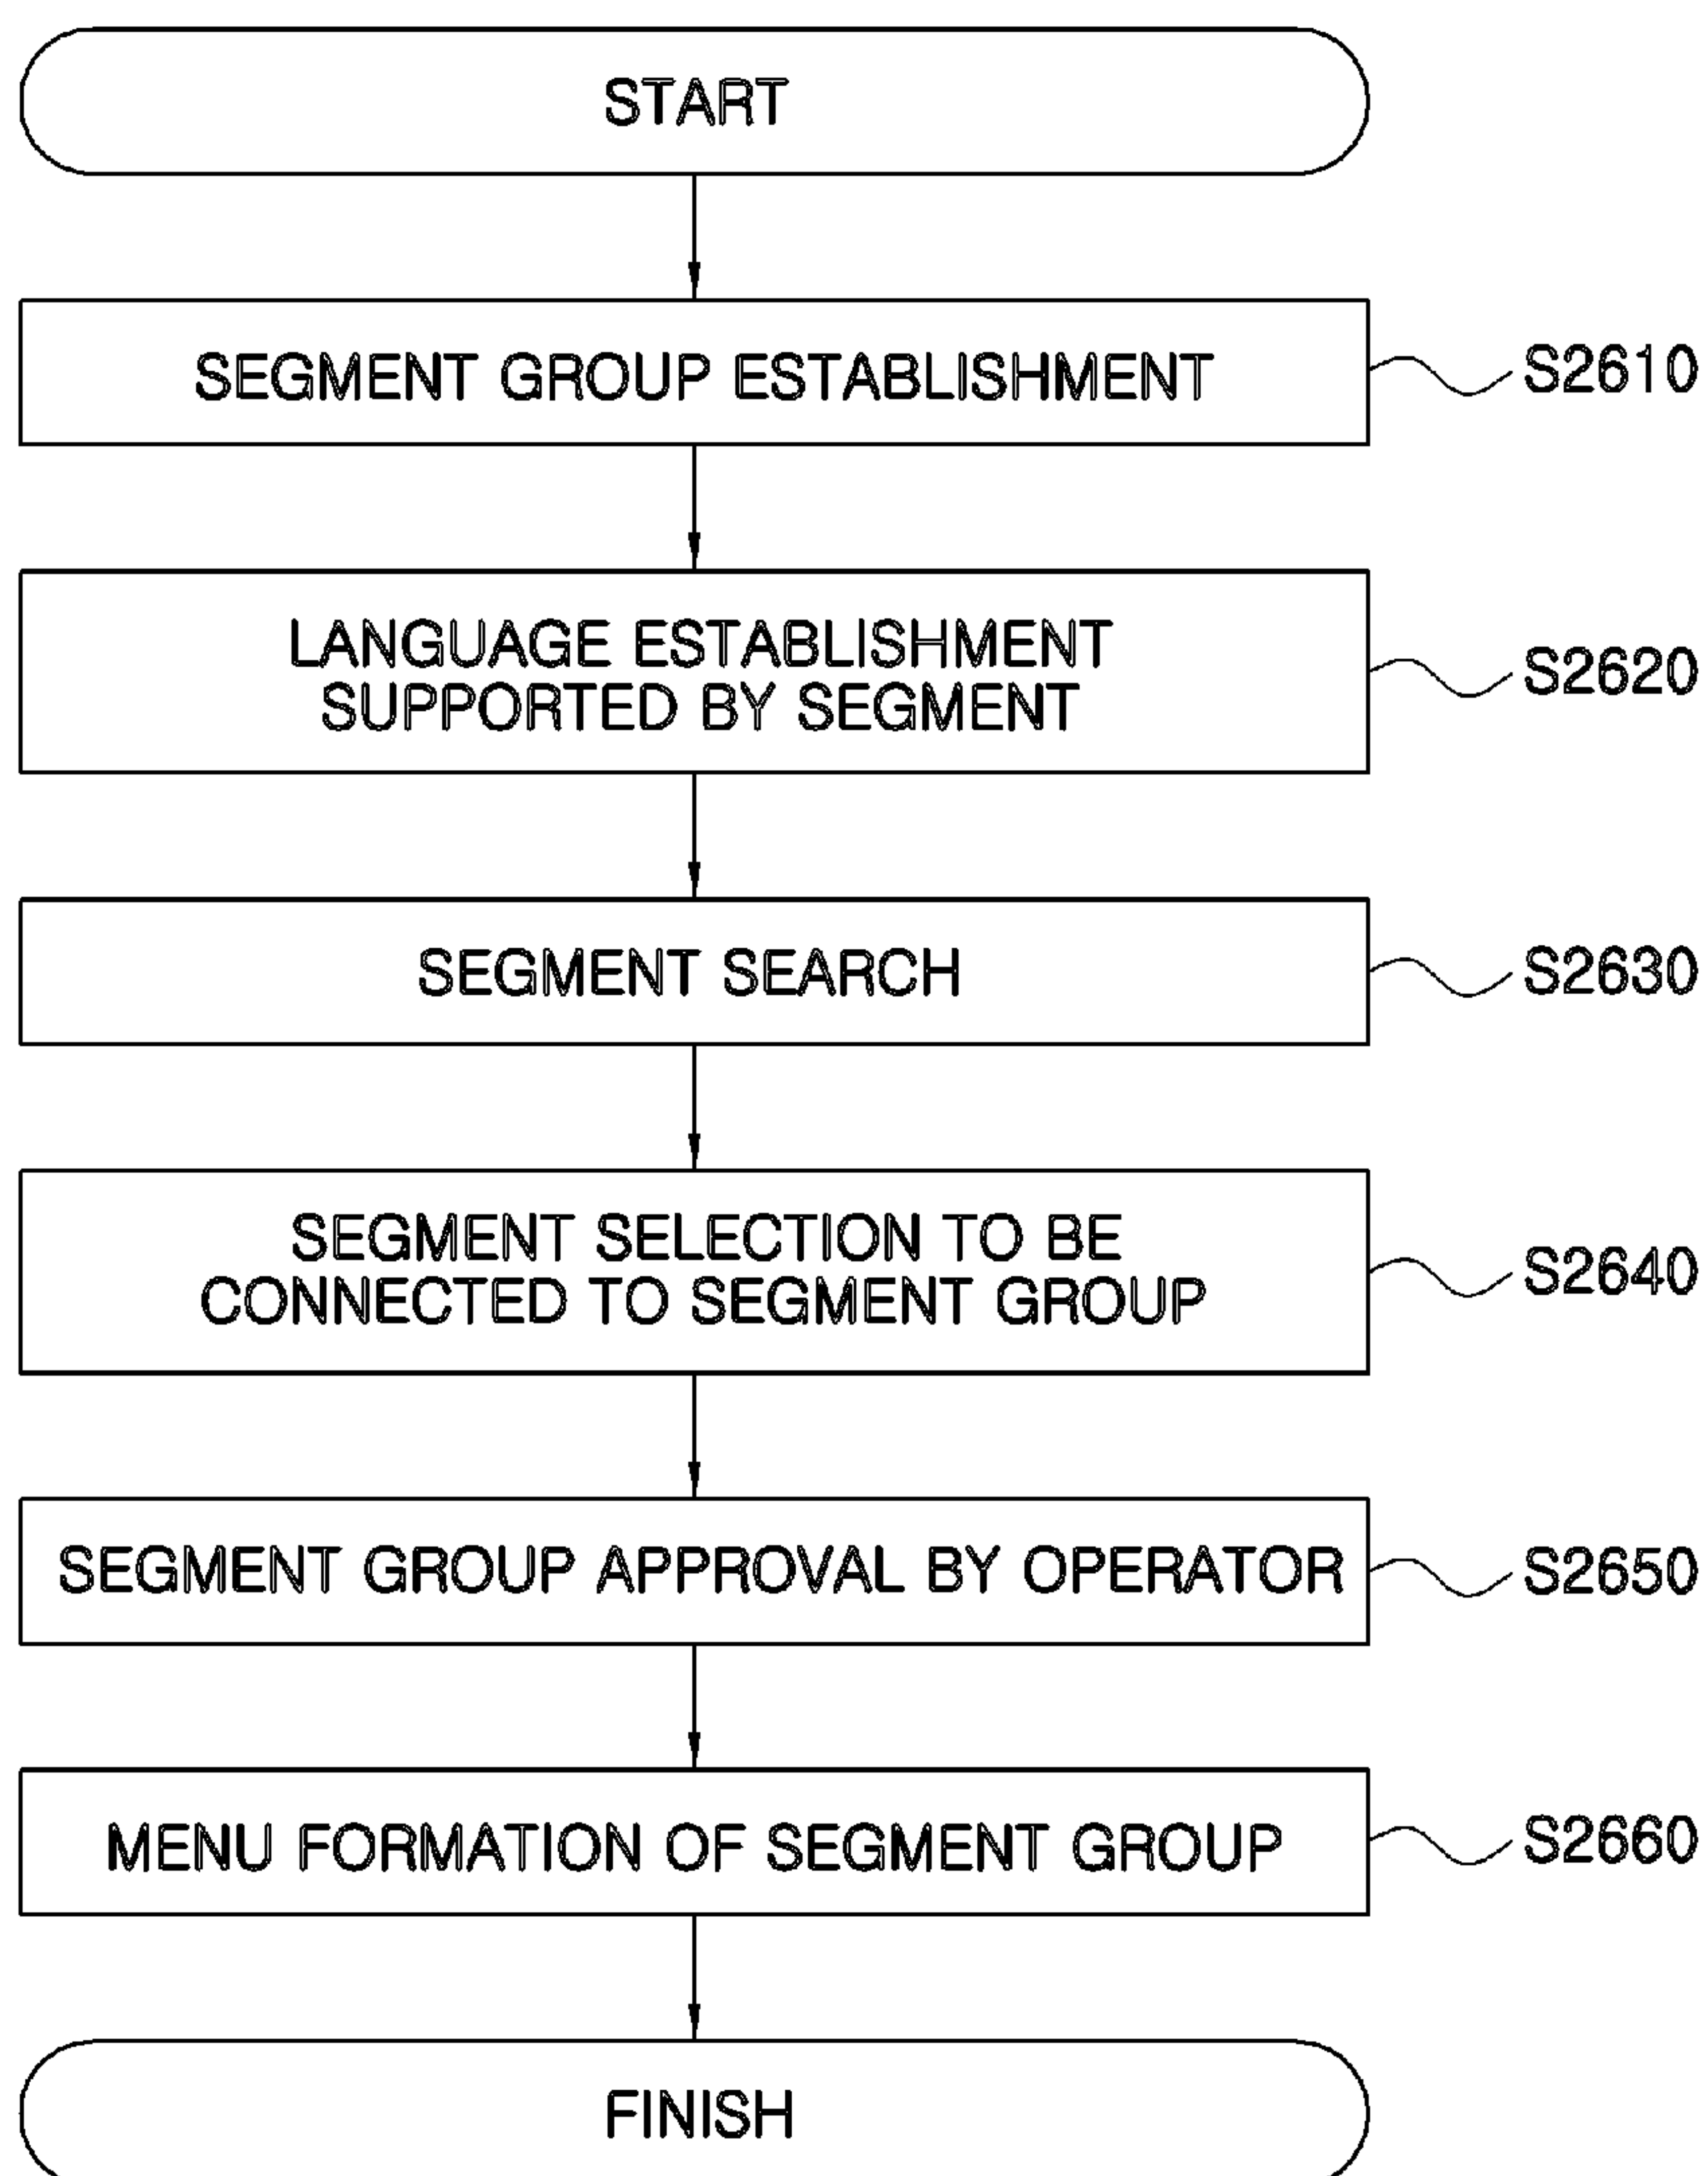 START
SEGMENT GROUP ESTABLISHMENT
S2610
LANGUAGE ESTABLISHMENT
SUPPORTED BY SEGMENT
S2620
SEGMENT SEARCH
S2630
SEGMENT SELECTION TO BE
CONNECTED TO SEGMENT GROUP
S2640
SEGMENT GROUP APPROVAL BY OPERATOR
S2650
MENU FORMATION OF SEGMENT GROUP
S2660
FINISH